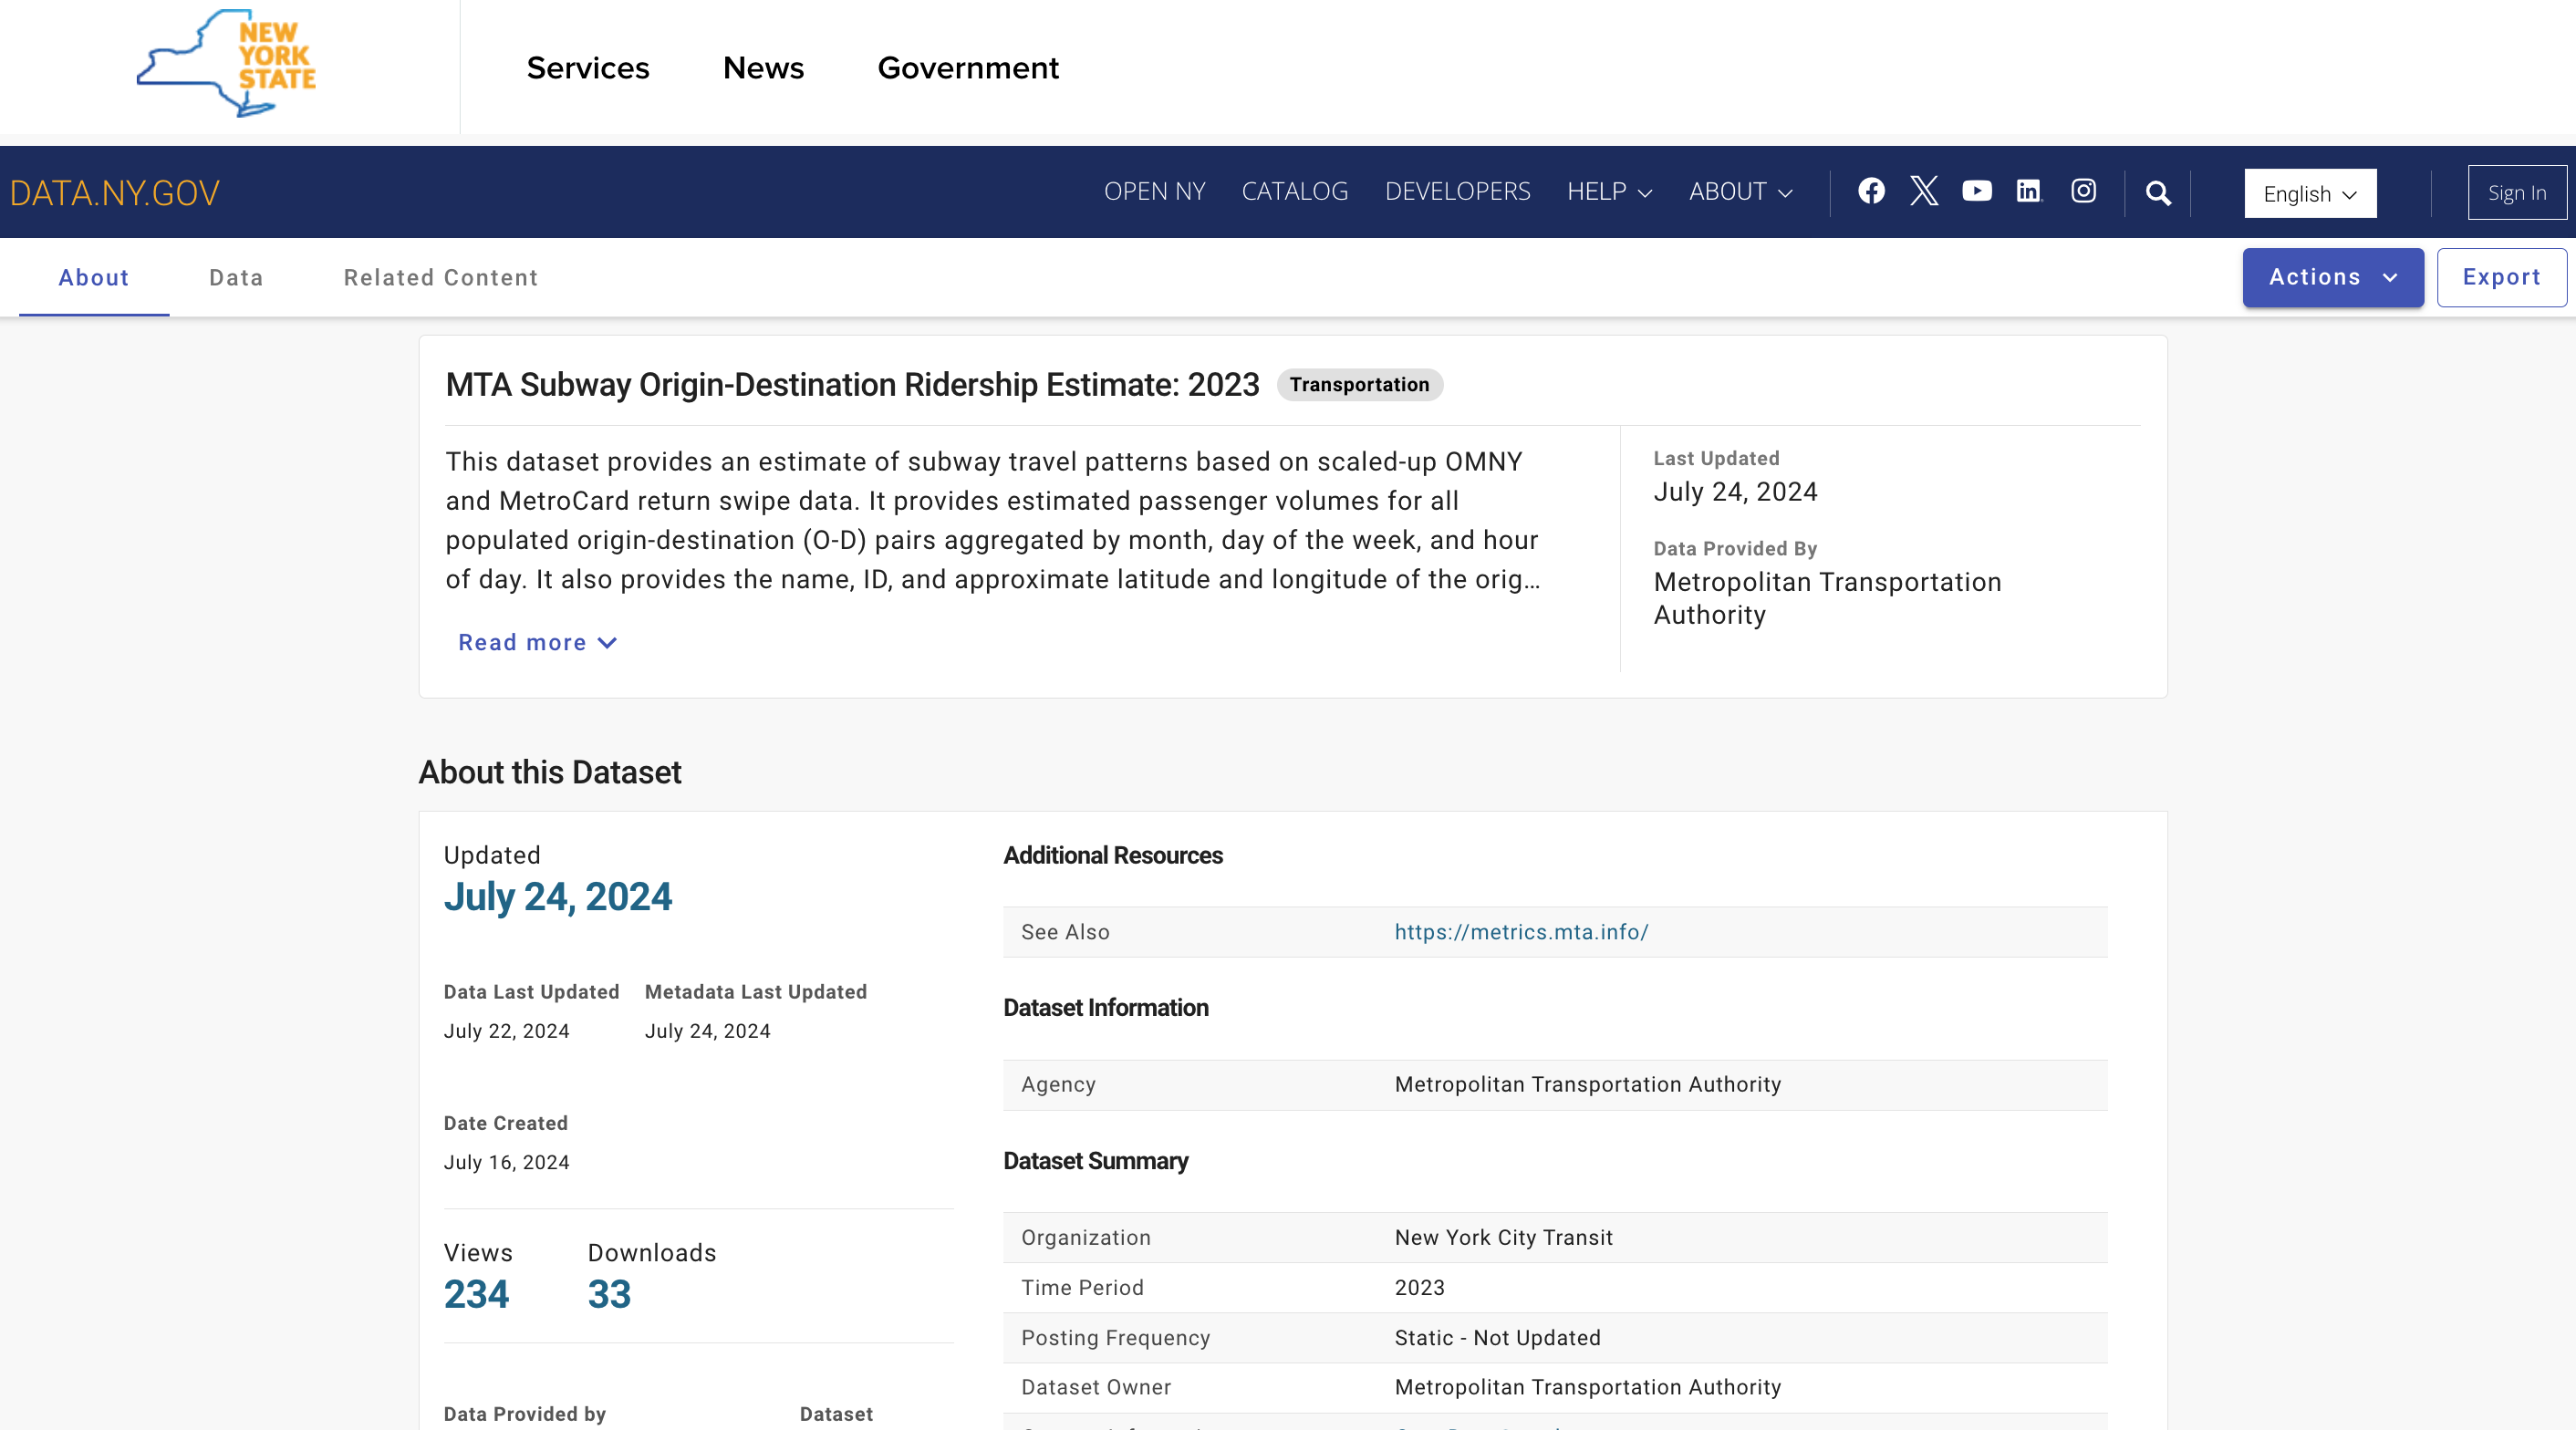 NEW
YORK
STATE
Services
News
Government
DATA.NY.GOV
OPEN NY
CATALOG
DEVELOPERS
HELP
ABOUT
English
Sign In
About
Data
Related Content
Actions
Export
MTA Subway Origin-Destination Ridership Estimate: 2023
Transportation
This dataset provides an estimate of subway travel patterns based on scaled-up OMNY
and MetroCard return swipe data. It provides estimated passenger volumes for all
populated origin-destination (O-D) pairs aggregated by month, day of the week, and hour
of day. It also provides the name, ID, and approximate latitude and longitude of the orig…
Read more
Last Updated
July 24, 2024
Data Provided By
Metropolitan Transportation
Authority
About this Dataset
Updated
July 24, 2024
Data Last Updated
July 22, 2024
Metadata Last Updated
July 24, 2024
Date Created
July 16, 2024
Views
234
Downloads
33
Data Provided by
Dataset
Additional Resources
See Also https://metrics.mta.info/
Dataset Information
Agency Metropolitan Transportation Authority
Dataset Summary
Organization New York City Transit
Time Period 2023
Posting Frequency Static - Not Updated
Dataset Owner Metropolitan Transportation Authority